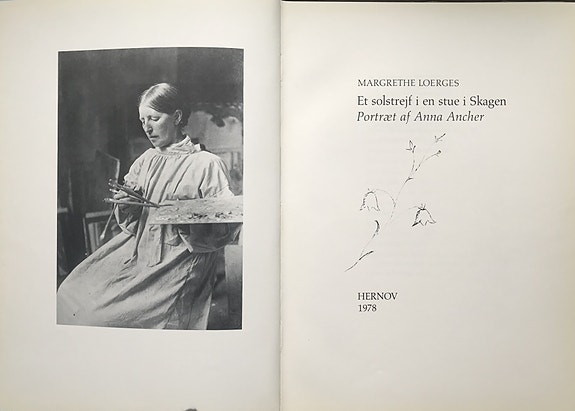 MARGRETHE LOERGES
Et solstrejf i en stue i Skagen
Portræt af Anna Ancher
HERNOV
1978